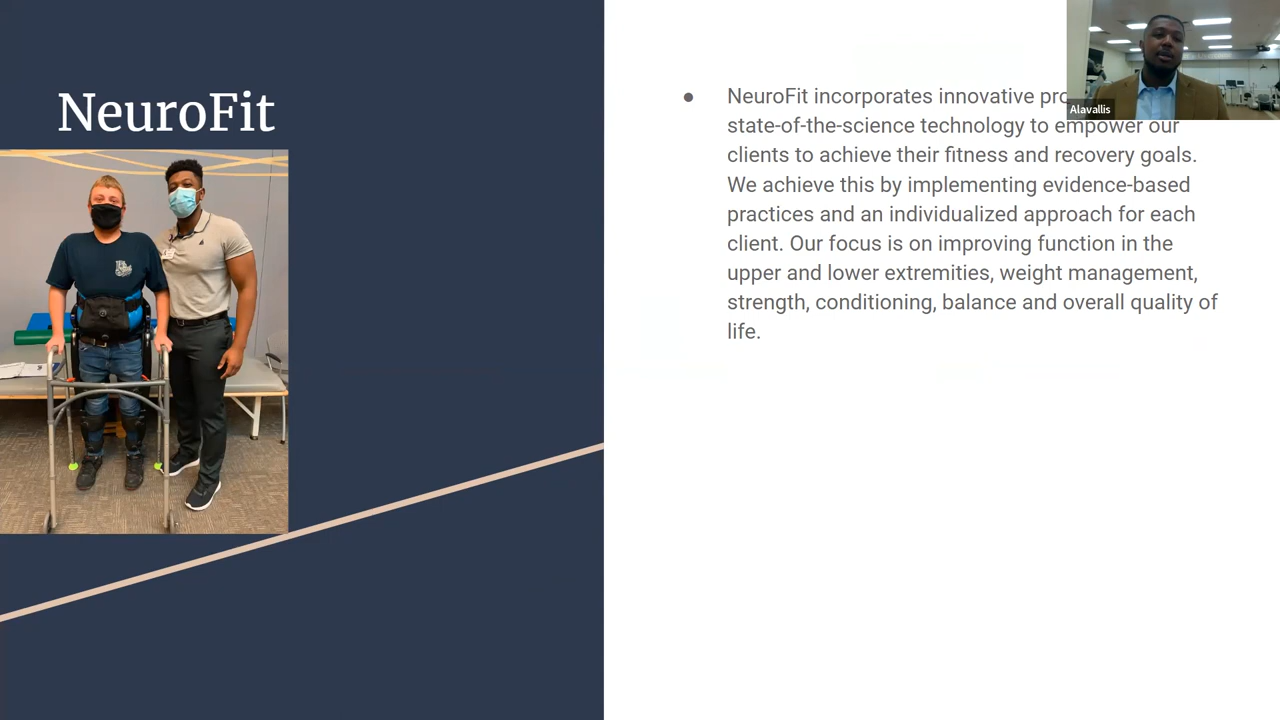 NeuroFit
NeuroFit incorporates innovative
state-of-the-science technology to empower our
clients to achieve their fitness and recovery goals.
We achieve this by implementing evidence-based
practices and an individualized approach for each
client. Our focus is on improving function in the
upper and lower extremities, weight management,
strength, conditioning, balance and overall quality of
life.
Alavallis